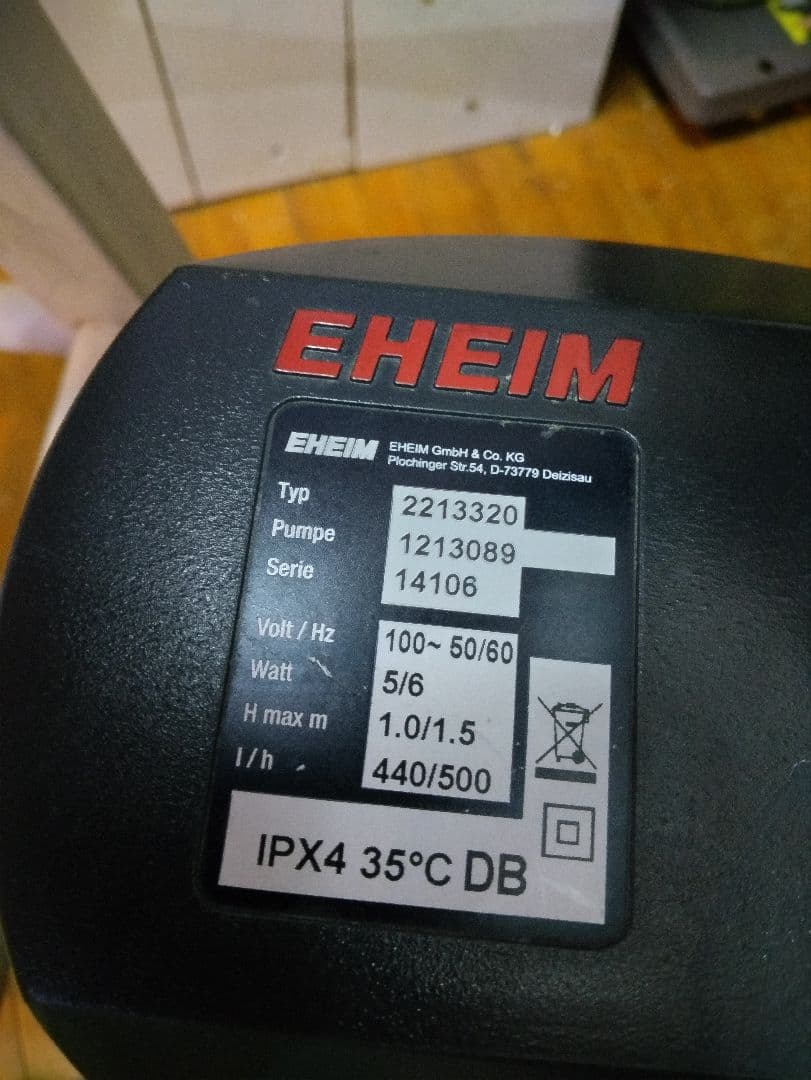 EHEIM
EHEIM EHEIM GmbH & Co. KG
Plochinger Str.54, D-73779 Deizisau
Typ 2213320
Pumpe 1213089
Serie 14106
Volt / Hz 100~ 50/60
Watt 5/6
H max m 1.0/1.5
l/h 440/500
IPX4 35°C DB